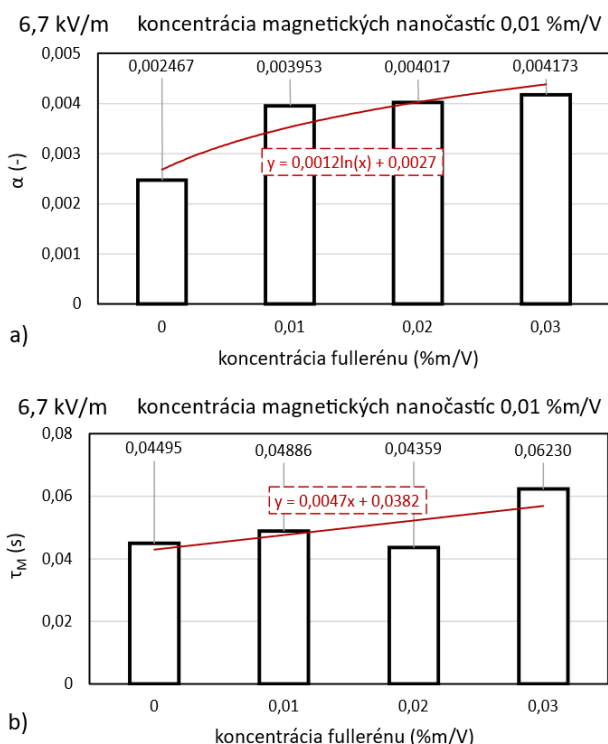 6,7 kV/m koncentrácia magnetických nanočastíc 0,01 %m/V
0,005
0,004
0,003
0,002
0,001
0
α (-)
0,002467 0,003953 0,004017 0,004173
y = 0,0012ln(x) + 0,0027
0 0,01 0,02 0,03
a)
koncentrácia fullerénu (%m/V)
6,7 kV/m koncentrácia magnetických nanočastíc 0,01 %m/V
0,08
0,06
0,04
0,02
0
τM (s)
0,04495 0,04886 0,04359 0,06230
y = 0,0047x + 0,0382
0 0,01 0,02 0,03
b)
koncentrácia fullerénu (%m/V)